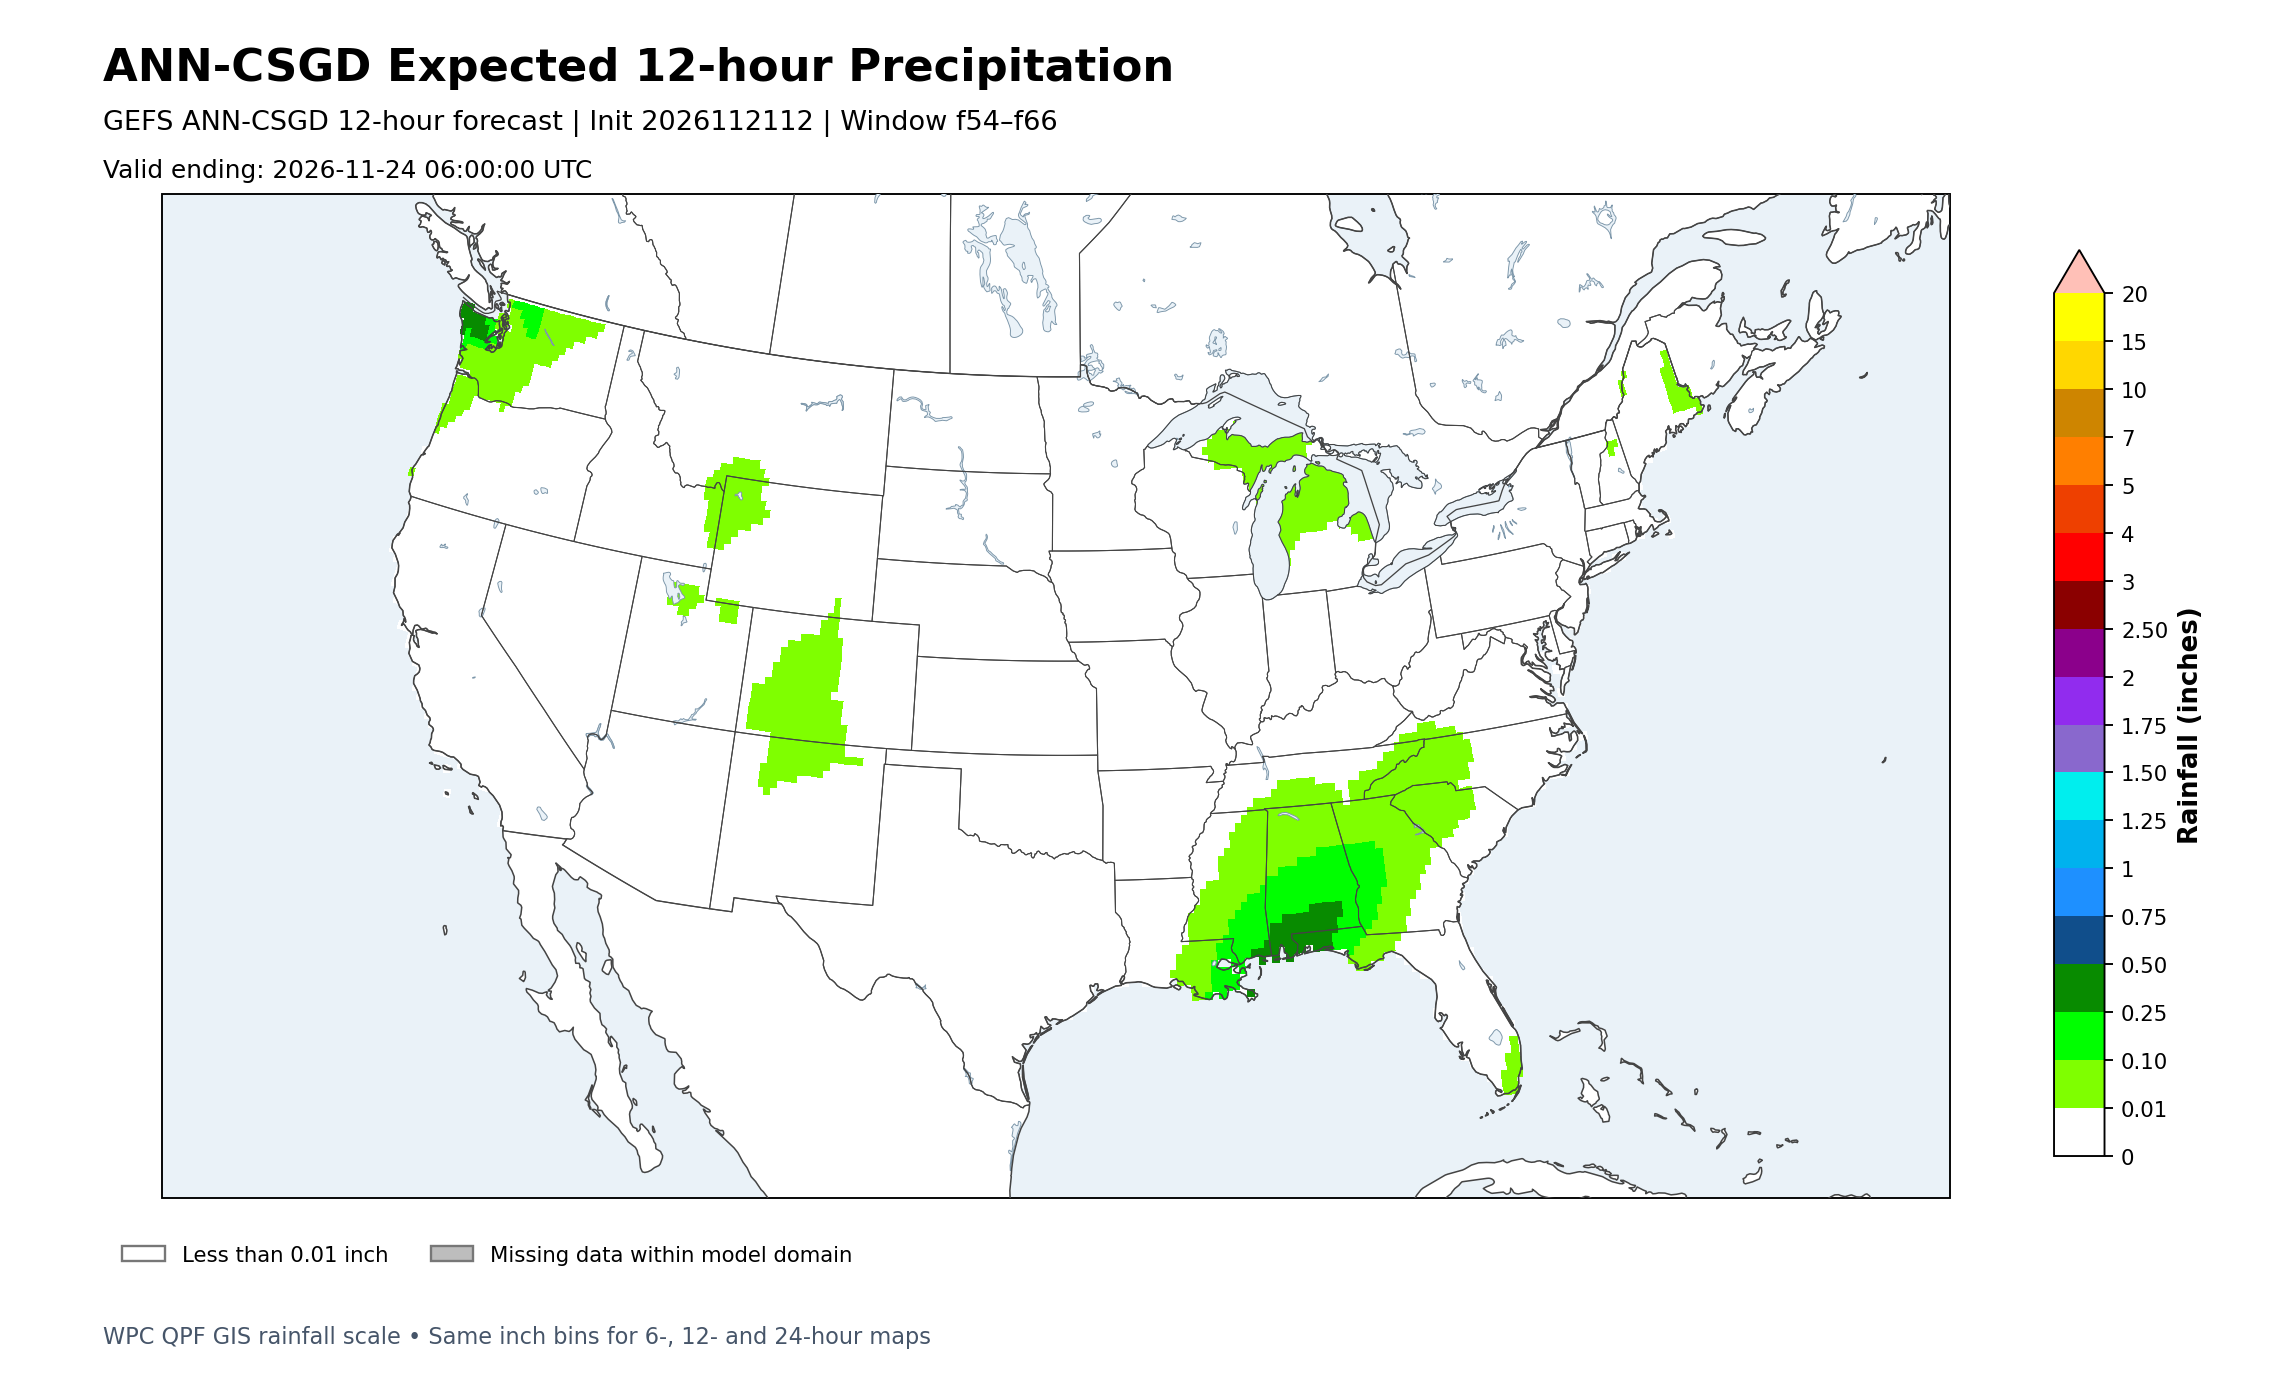 ANN-CSGD Expected 12-hour Precipitation
GEFS ANN-CSGD 12-hour forecast | Init 2026112112 | Window f54–f66
Valid ending: 2026-11-24 06:00:00 UTC
20
15
10
7
5
4
3
2.50
2
1.75
1.50
1.25
1
0.75
0.50
0.25
0.10
0.01
0
Rainfall (inches)
Less than 0.01 inch
Missing data within model domain
WPC QPF GIS rainfall scale • Same inch bins for 6-, 12- and 24-hour maps